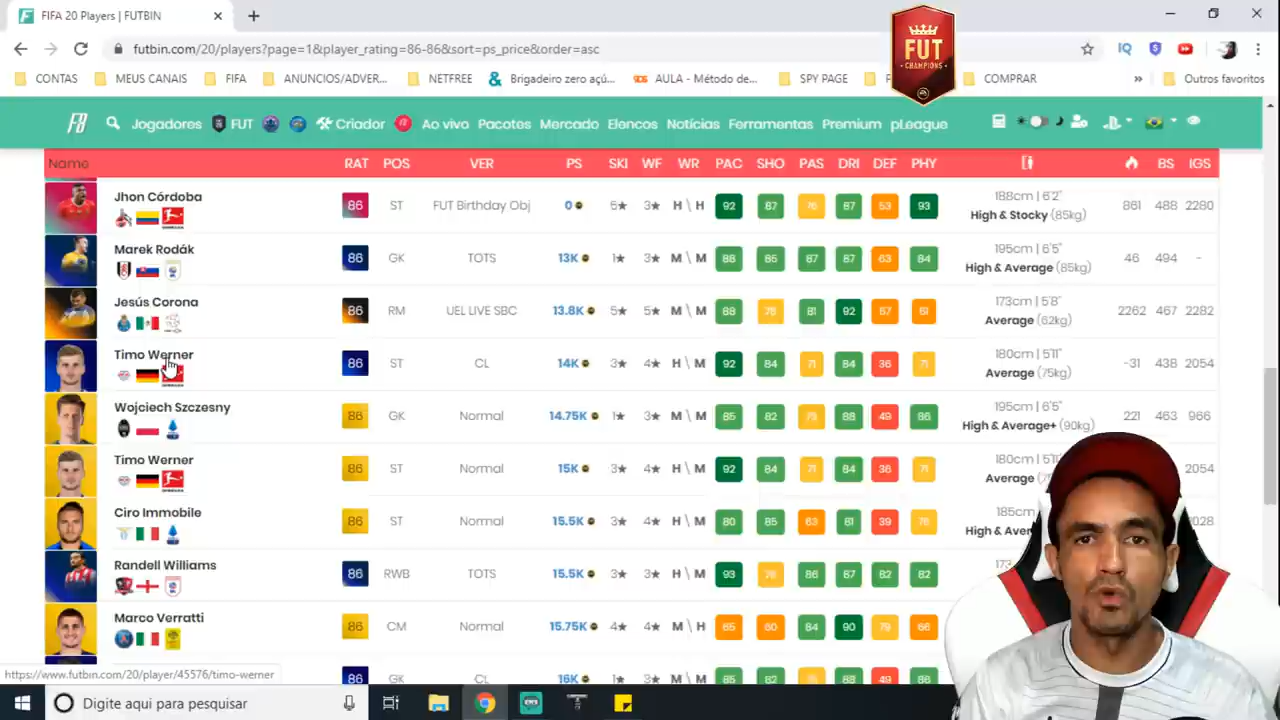 FIFA 20 Players | FUTBIN
futbin.com/20/players?page=1&player_rating=86-86&sort=ps_price&order=asc
CONTAS MEUS CANAIS FIFA ANUNCIOS/ADVER... NETFREE Brigadeiro zero açú... AULA - Método de... SPY PAGE COMPRAR » Outros favoritos
FUT
CHAMPIONS
Jogadores FUT Criador Ao vivo Pacotes Mercado Elencos Notícias Ferramentas Premium pLeague
Name RAT POS VER PS SKI WF WR PAC SHO PAS DRI DEF PHY BS IGS
Jhon Córdoba 86 ST FUT Birthday Obj 0 5★ 3★ H \ H 92 87 76 87 53 93 188cm | 6'2" 861 488 2280
High & Stocky (85kg)
Marek Rodák 86 GK TOTS 13K 1★ 3★ M \ M 88 85 87 87 63 84 195cm | 6'5" 46 494 -
High & Average (85kg)
Jesús Corona 86 RM UEL LIVE SBC 13.8K 5★ 5★ M \ M 88 78 81 92 67 61 173cm | 5'8" 2262 467 2282
Average (62kg)
Timo Werner 86 ST CL 14K 3★ 4★ H \ M 92 84 71 84 36 71 180cm | 5'11" -31 438 2054
Average (75kg)
Wojciech Szczesny 86 GK Normal 14.75K 1★ 3★ M \ M 85 82 73 88 49 86 195cm | 6'5" 221 463 966
High & Average+ (90kg)
Timo Werner 86 ST Normal 15K 3★ 4★ H \ M 92 84 71 84 36 71 180cm | 2054
Average
Ciro Immobile 86 ST Normal 15.5K 3★ 4★ H \ M 80 85 63 81 39 76 185cm
High & Aver
Randell Williams 86 RWB TOTS 15.5K 3★ 3★ H \ M 93 76 86 87 82 82 173
Marco Verratti 86 CM Normal 15.75K 4★ 4★ M \ H 65 60 84 90 79 66
86 GK 16K 1★ 3★ 85 82
https://www.futbin.com/20/player/45576/timo-werner
Digite aqui para pesquisar